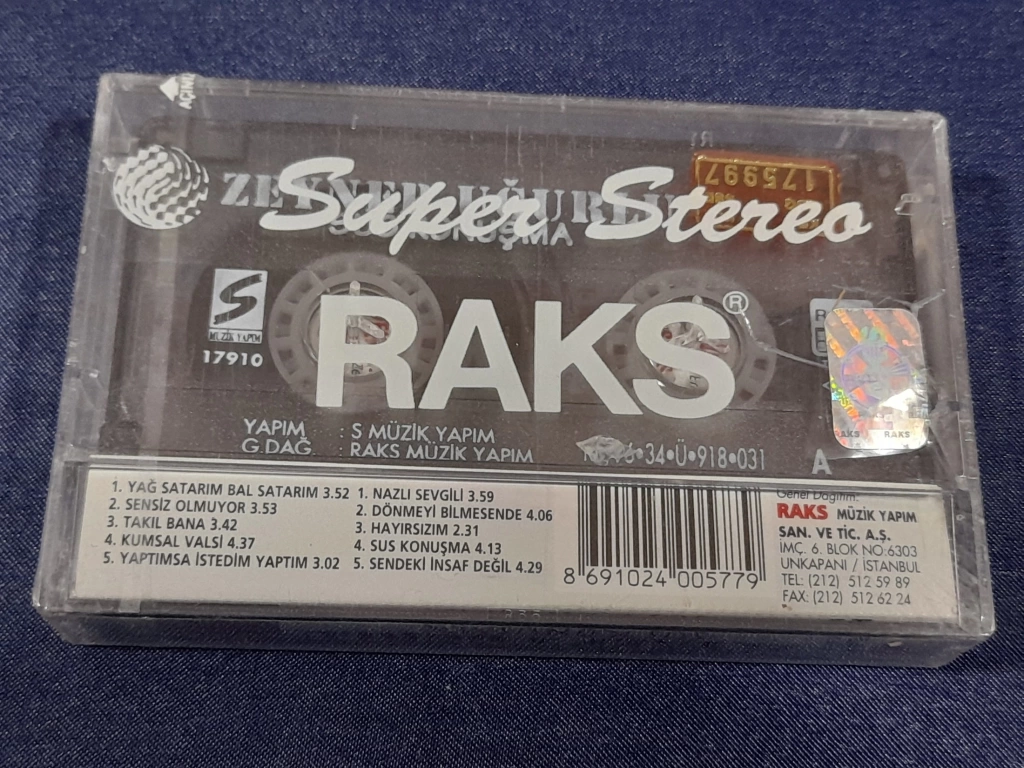 AÇINIZ
ZEYNEP UĞURLU
Super Stereo
KONUŞMA
175997
S
MÜZİK YAPIM
17910
RAKS®
YAPIM : S MÜZİK YAPIM
G.DAĞ. : RAKS MÜZİK YAPIM
34•Ü•918•031
A
RAKS RAKS
1. YAĞ SATARIM BAL SATARIM 3.52
2. SENSİZ OLMUYOR 3.53
3. TAKIL BANA 3.42
4. KUMSAL VALSİ 4.37
5. YAPTIMSA İSTEDİM YAPTIM 3.02
1. NAZLI SEVGİLİ 3.59
2. DÖNMEYİ BİLMESENDE 4.06
3. HAYIRSIZIM 2.31
4. SUS KONUŞMA 4.13
5. SENDEKİ İNSAF DEĞİL 4.29
8 691024 005779
Genel Dağıtım:
RAKS MÜZİK YAPIM
SAN. VE TİC. A.Ş.
İMÇ. 6. BLOK NO:6303
UNKAPANI / İSTANBUL
TEL: (212) 512 59 89
FAX: (212) 512 62 24